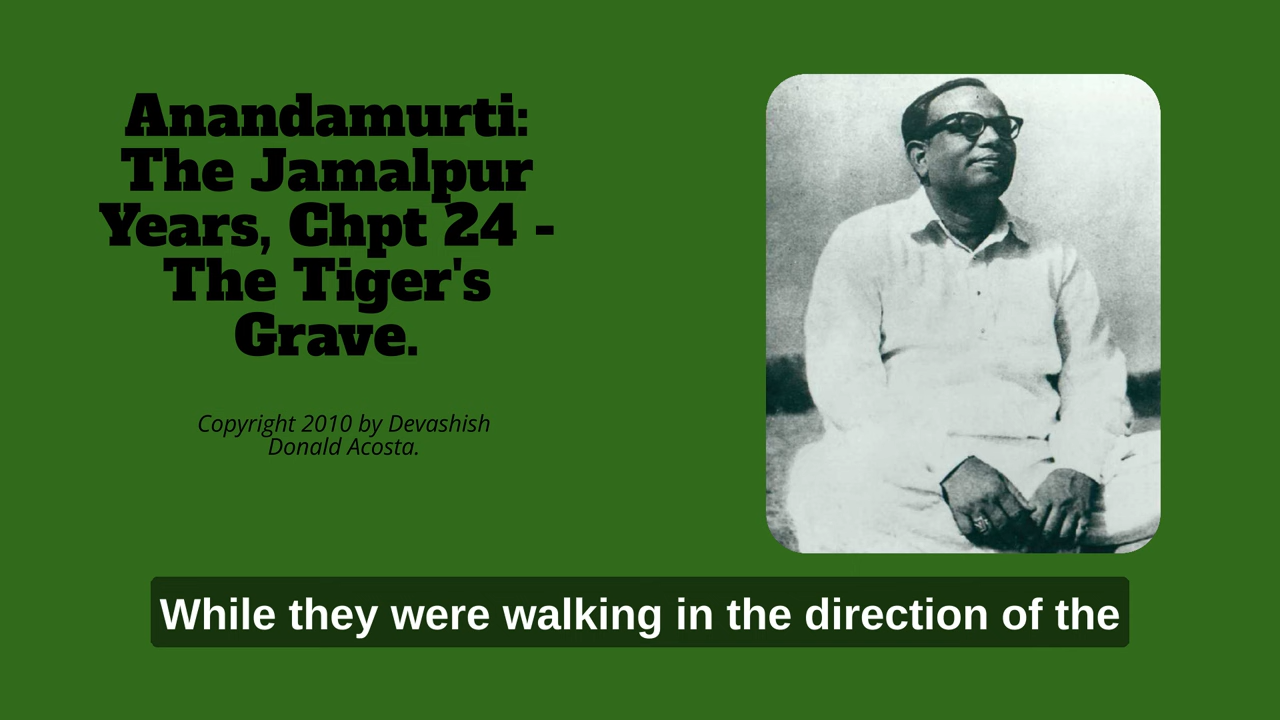 Anandamurti:
The Jamalpur
Years, Chpt 24 -
The Tiger's
Grave.
Copyright 2010 by Devashish
Donald Acosta.
While they were walking in the direction of the